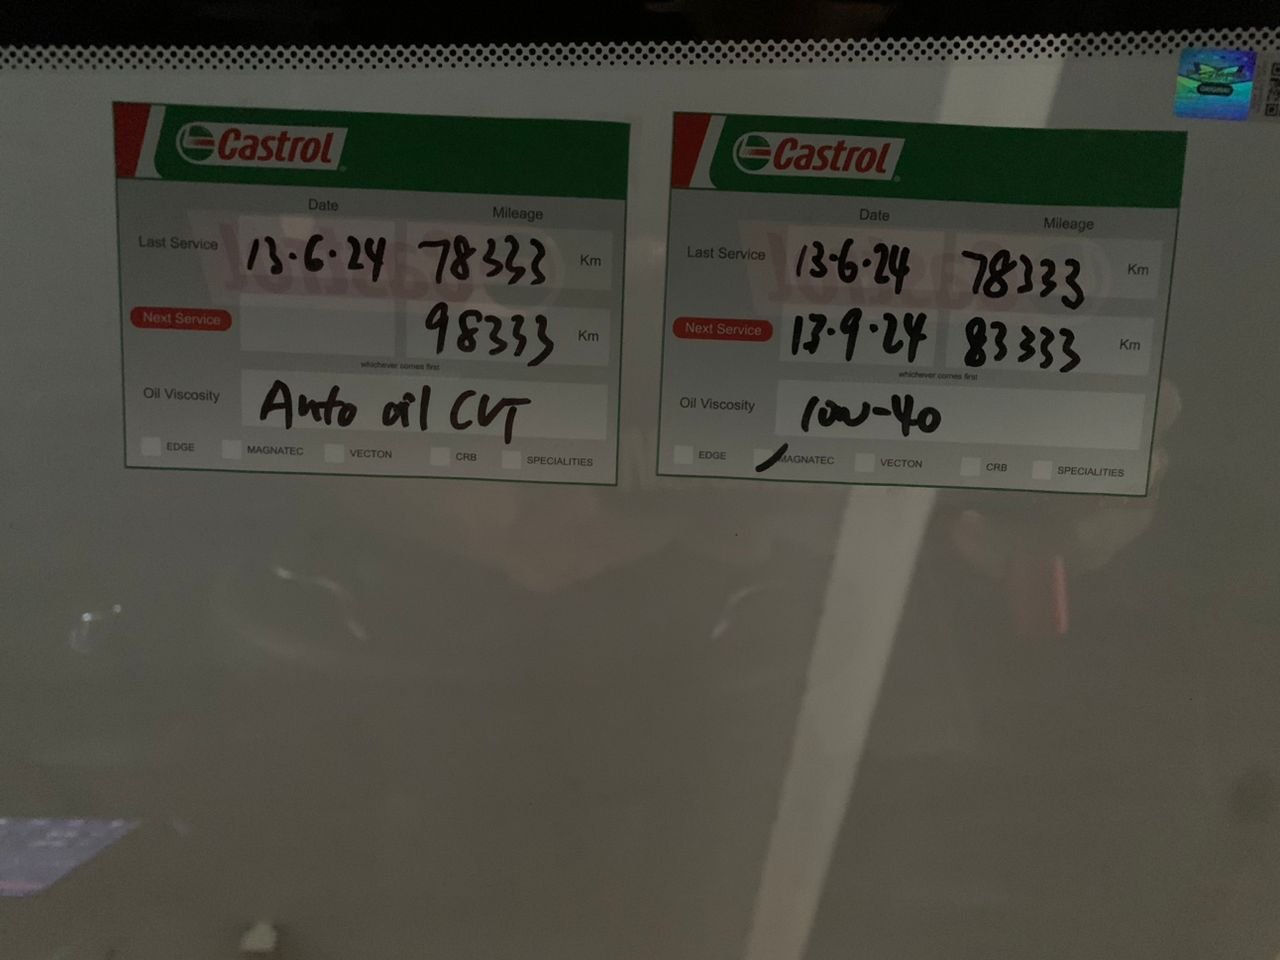 Castrol
Date Mileage
Last Service 13.6.24 78333 Km
Next Service 98333 Km
whichever comes first
Oil Viscosity Auto oil CVT
EDGE MAGNATEC VECTON CRB SPECIALITIES
Castrol
Date Mileage
Last Service 13.6.24 78333 Km
Next Service 13.9.24 83333 Km
whichever comes first
Oil Viscosity 10w-40
EDGE MAGNATEC VECTON CRB SPECIALITIES